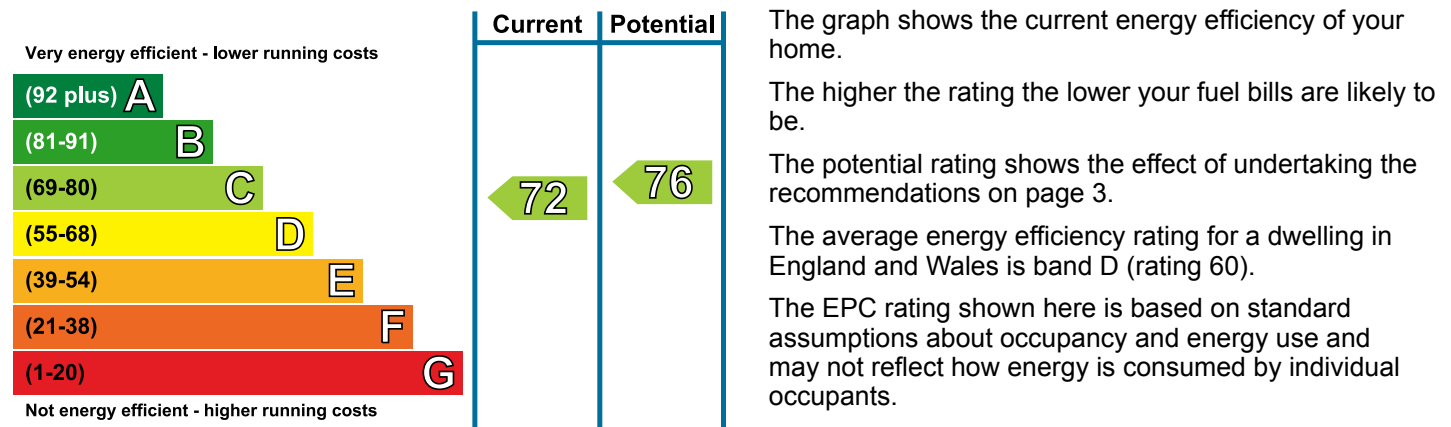 Current Potential
Very energy efficient - lower running costs
(92 plus) A
(81-91) B
(69-80) C
72
76
(55-68) D
(39-54) E
(21-38) F
(1-20) G
Not energy efficient - higher running costs
The graph shows the current energy efficiency of your
home.
The higher the rating the lower your fuel bills are likely to
be.
The potential rating shows the effect of undertaking the
recommendations on page 3.
The average energy efficiency rating for a dwelling in
England and Wales is band D (rating 60).
The EPC rating shown here is based on standard
assumptions about occupancy and energy use and
may not reflect how energy is consumed by individual
occupants.